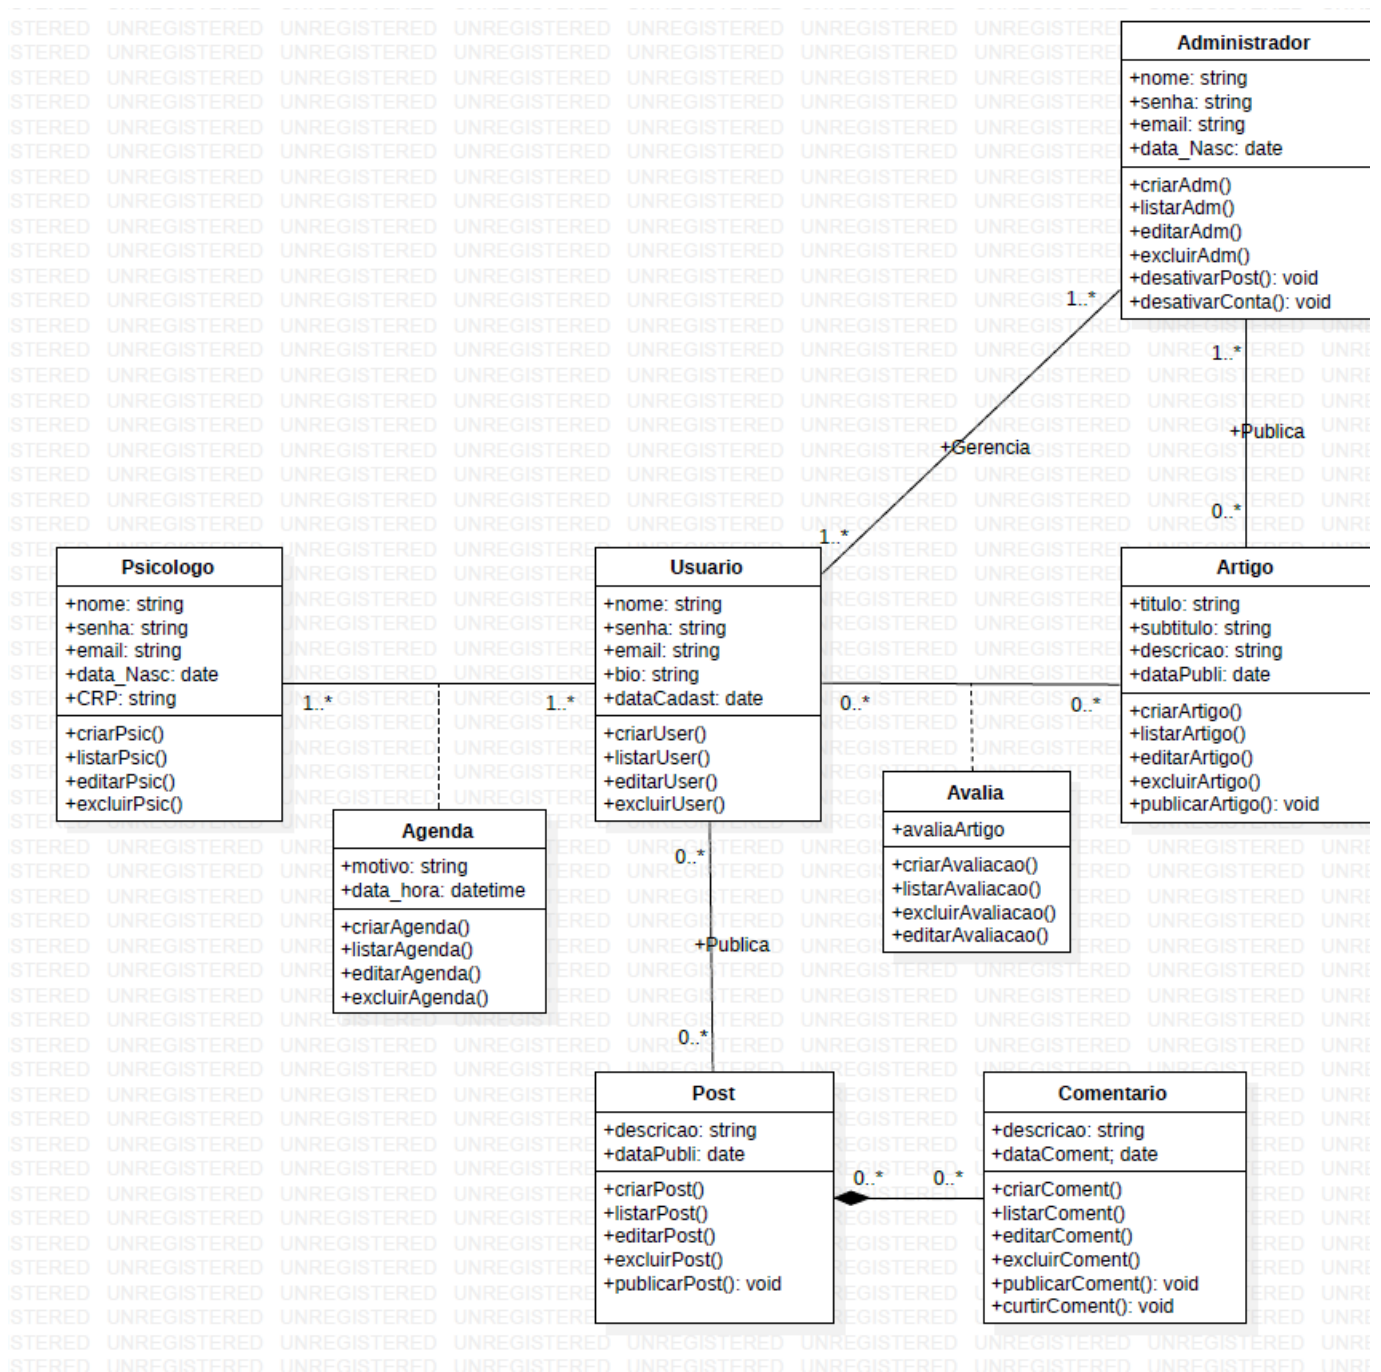 Administrador
+nome: string
+senha: string
+email: string
+data_Nasc: date
+criarAdm()
+listarAdm()
+editarAdm()
+excluirAdm()
+desativarPost(): void
+desativarConta(): void
1..*
1..*
+Gerencia
+Publica
0..*
1..*
Psicologo
+nome: string
+senha: string
+email: string
+data_Nasc: date
+CRP: string
+criarPsic()
+listarPsic()
+editarPsic()
+excluirPsic()
1..*
1..*
Usuario
+nome: string
+senha: string
+email: string
+bio: string
+dataCadast: date
+criarUser()
+listarUser()
+editarUser()
+excluirUser()
0..*
0..*
Artigo
+titulo: string
+subtitulo: string
+descricao: string
+dataPubli: date
+criarArtigo()
+listarArtigo()
+editarArtigo()
+excluirArtigo()
+publicarArtigo(): void
Agenda
+motivo: string
+data_hora: datetime
+criarAgenda()
+listarAgenda()
+editarAgenda()
+excluirAgenda()
Avalia
+avaliaArtigo
+criarAvaliacao()
+listarAvaliacao()
+excluirAvaliacao()
+editarAvaliacao()
0..*
+Publica
0..*
Post
+descricao: string
+dataPubli: date
+criarPost()
+listarPost()
+editarPost()
+excluirPost()
+publicarPost(): void
0..*
0..*
Comentario
+descricao: string
+dataComent; date
+criarComent()
+listarComent()
+editarComent()
+excluirComent()
+publicarComent(): void
+curtirComent(): void
UNREGISTERED